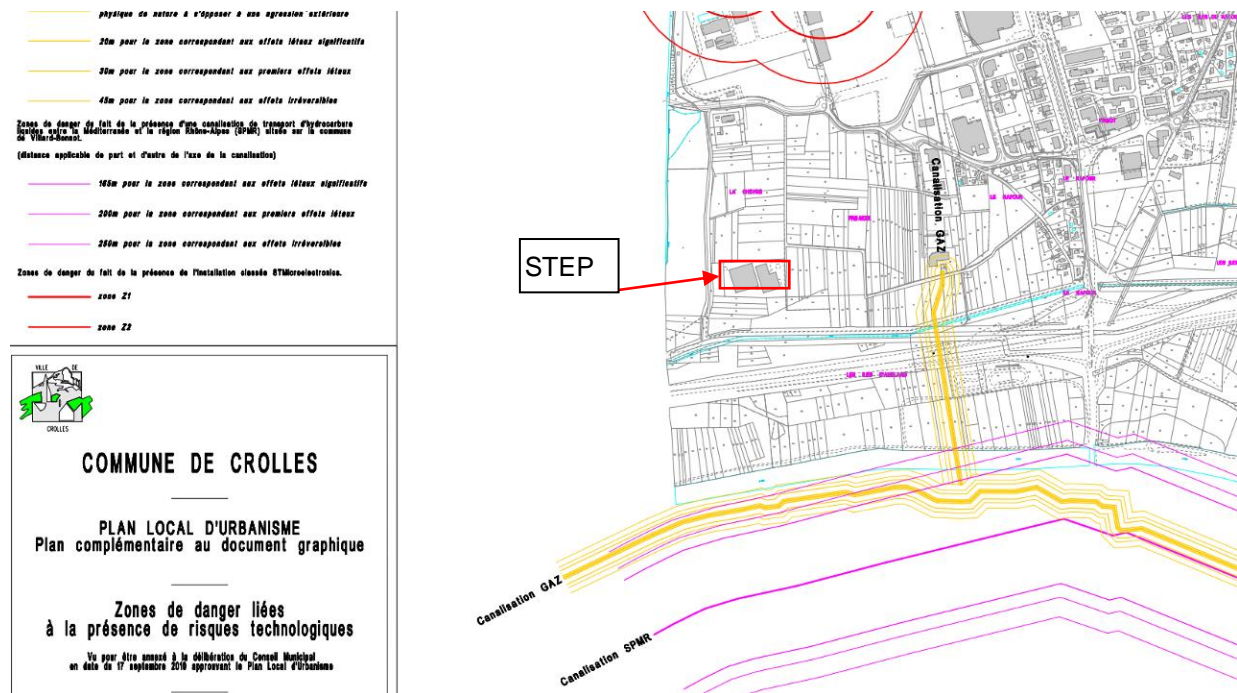 physique de nature à s'opposer à une agression extérieure
20m pour la zone correspondant aux effets létaux significatifs
30m pour la zone correspondant aux premiers effets létaux
45m pour la zone correspondant aux effets irréversibles
Zones de danger du fait de la présence d'une canalisation de transport d'hydrocarbure
liquides entre la Méditerranée et la région Rhône-Alpes (SPMR) située sur la commune
de Villard-Bonnot.
(distance applicable de part et d'autre de l'axe de la canalisation)
165m pour la zone correspondant aux effets létaux significatifs
200m pour la zone correspondant aux premiers effets létaux
250m pour la zone correspondant aux effets irréversibles
Zones de danger du fait de la présence de l'installation classée STMicroelectronics.
zone Z1
zone Z2
VILLE DE
CROLLES
COMMUNE DE CROLLES
PLAN LOCAL D'URBANISME
Plan complémentaire au document graphique
Zones de danger liées
à la présence de risques technologiques
Vu pour être annexé à la délibération du Conseil Municipal
en date du 17 septembre 2019 approuvant le Plan Local d'Urbanisme
STEP
Canalisation GAZ
LE RAFOUR
LE RAFOUR
Canalisation GAZ
Canalisation SPMR